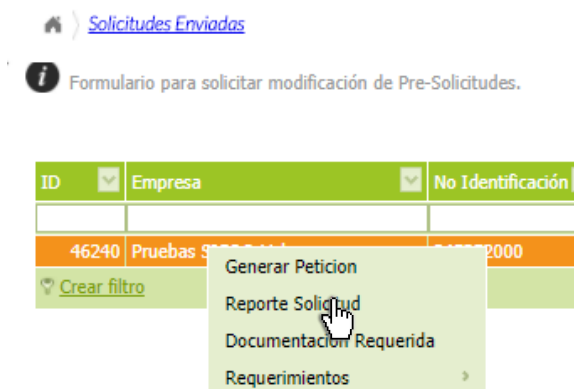 Solicitudes Enviadas
Formulario para solicitar modificación de Pre-Solicitudes.
ID Empresa No Identificación
46240 Pruebas
Crear filtro
Generar Peticion
Reporte Solicitud
Documentación Requerida
Requerimientos